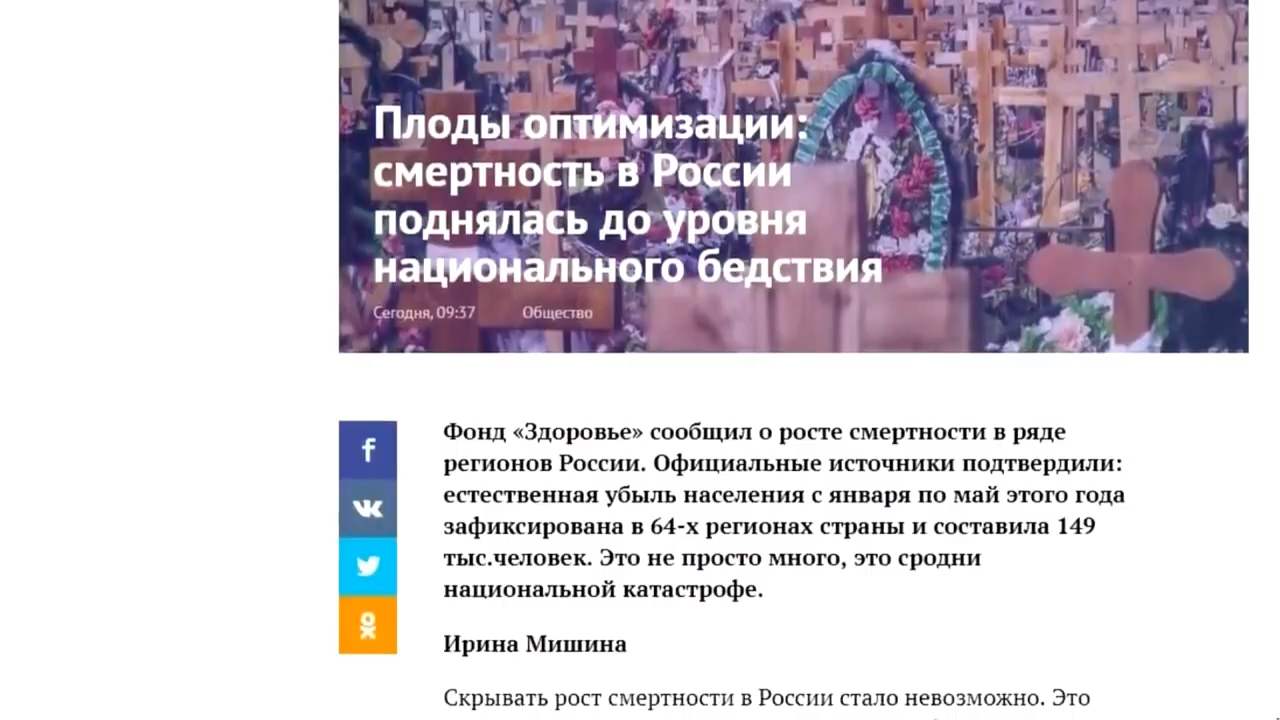 Плоды оптимизации:
смертность в России
поднялась до уровня
национального бедствия
Сегодня, 09:37 Общество
Фонд «Здоровье» сообщил о росте смертности в ряде
регионов России. Официальные источники подтвердили:
естественная убыль населения с января по май этого года
зафиксирована в 64-х регионах страны и составила 149
тыс.человек. Это не просто много, это сродни
национальной катастрофе.
Ирина Мишина
Скрывать рост смертности в России стало невозможно. Это